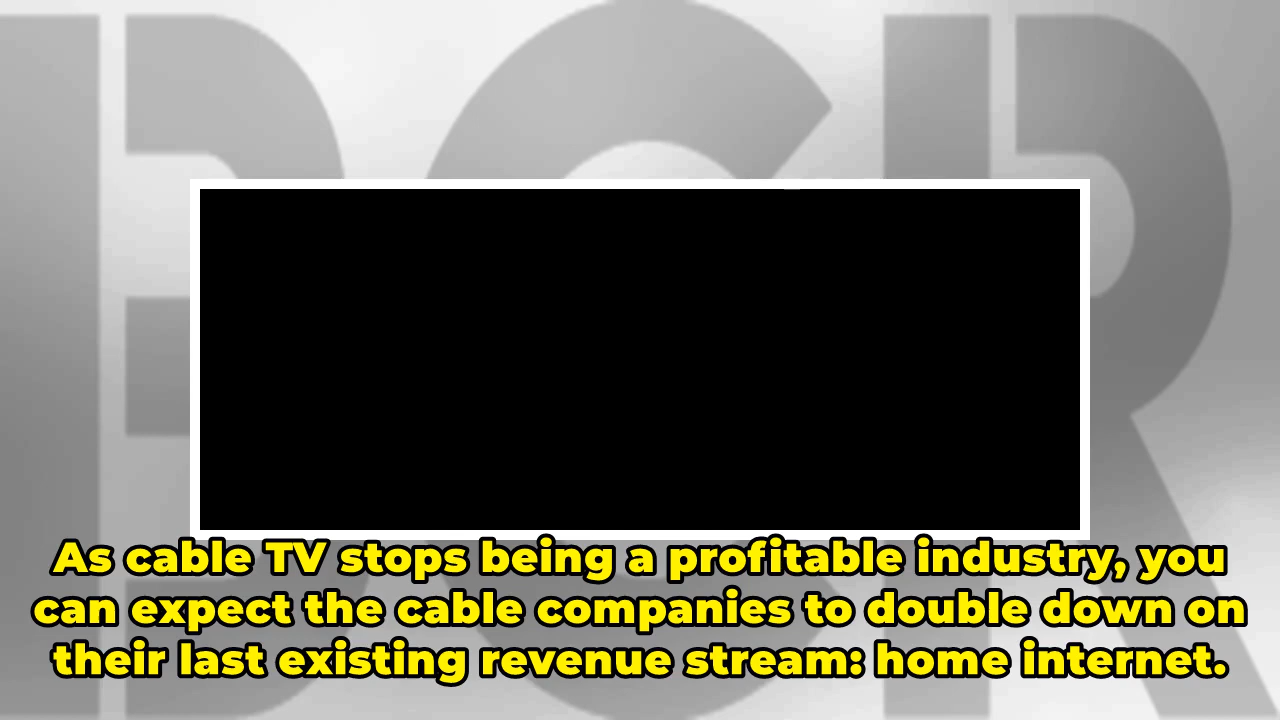 As cable TV stops being a profitable industry, you
can expect the cable companies to double down on
their last existing revenue stream: home internet.